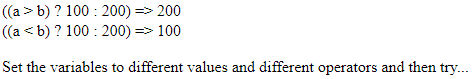 ((a > b) ? 100 : 200) => 200
((a < b) ? 100 : 200) => 100
Set the variables to different values and different operators and then try...